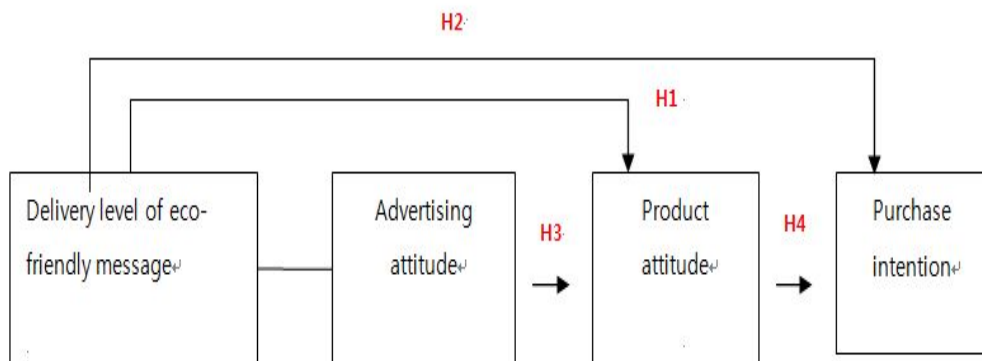 H2
H1
Delivery level of eco-
friendly message
Advertising
attitude
H3
Product
attitude
H4
Purchase
intention